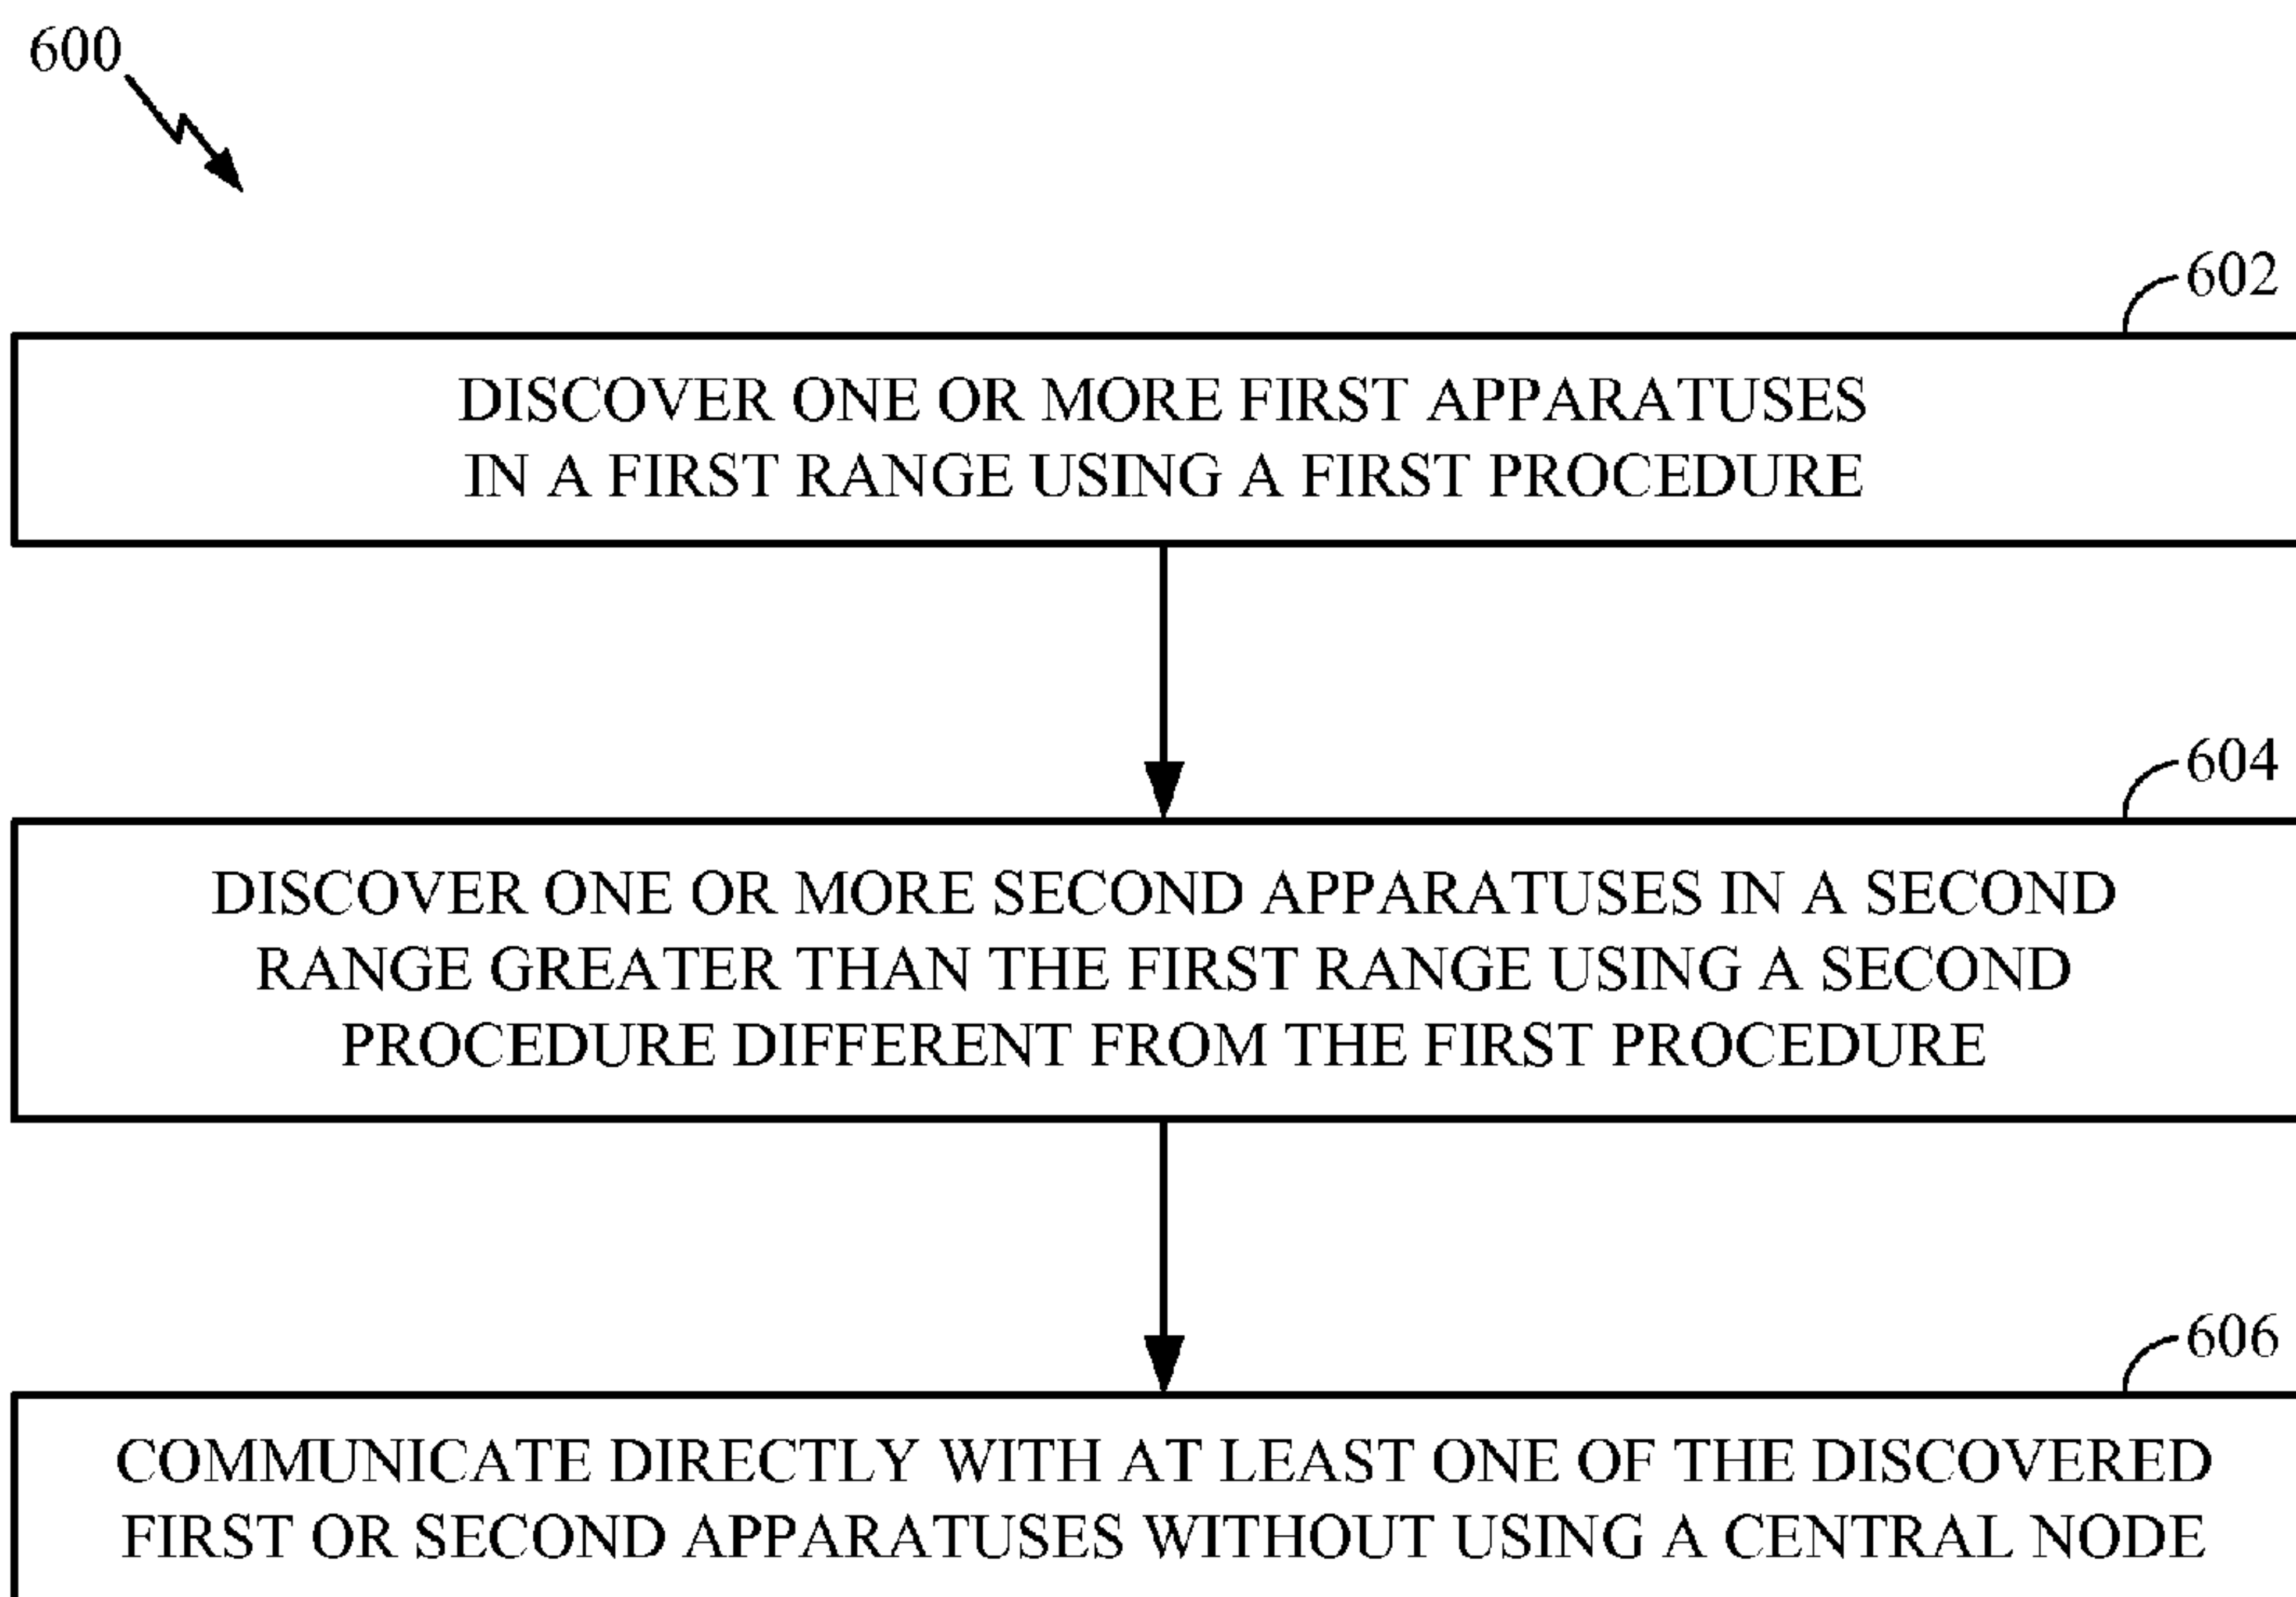 600
602
DISCOVER ONE OR MORE FIRST APPARATUSES
IN A FIRST RANGE USING A FIRST PROCEDURE
604
DISCOVER ONE OR MORE SECOND APPARATUSES IN A SECOND
RANGE GREATER THAN THE FIRST RANGE USING A SECOND
PROCEDURE DIFFERENT FROM THE FIRST PROCEDURE
606
COMMUNICATE DIRECTLY WITH AT LEAST ONE OF THE DISCOVERED
FIRST OR SECOND APPARATUSES WITHOUT USING A CENTRAL NODE